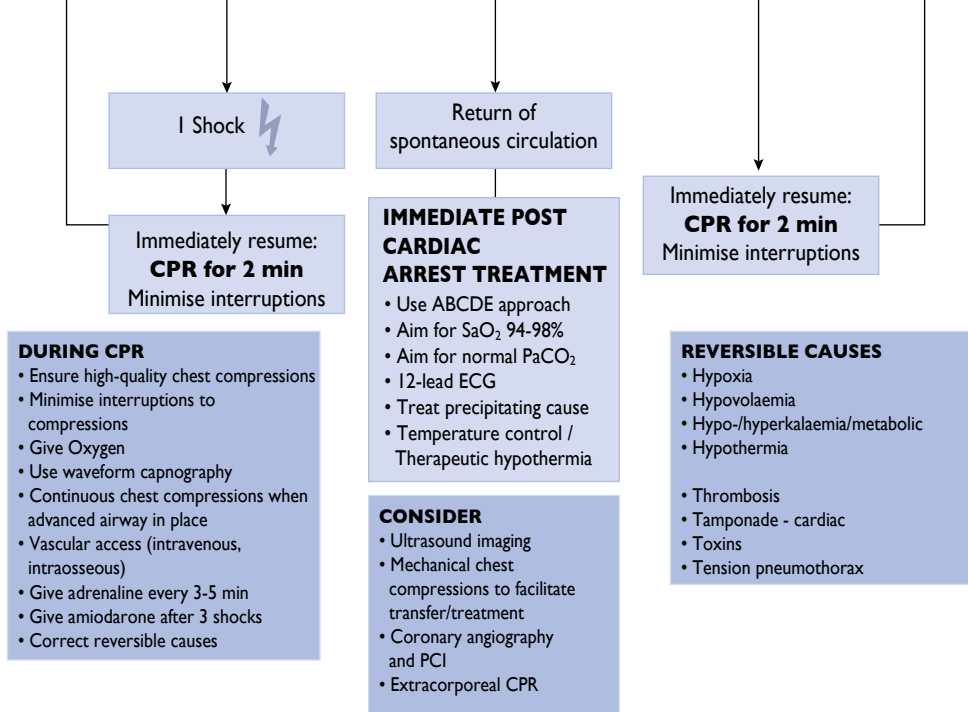 1 Shock
Return of
spontaneous circulation
Immediately resume:
CPR for 2 min
Minimise interruptions
IMMEDIATE POST
CARDIAC
ARREST TREATMENT
• Use ABCDE approach
• Aim for SaO₂ 94-98%
• Aim for normal PaCO₂
• 12-lead ECG
• Treat precipitating cause
• Temperature control /
Therapeutic hypothermia
Immediately resume:
CPR for 2 min
Minimise interruptions
DURING CPR
• Ensure high-quality chest compressions
• Minimise interruptions to
compressions
• Give Oxygen
• Use waveform capnography
• Continuous chest compressions when
advanced airway in place
• Vascular access (intravenous,
intraosseous)
• Give adrenaline every 3-5 min
• Give amiodarone after 3 shocks
• Correct reversible causes
CONSIDER
• Ultrasound imaging
• Mechanical chest
compressions to facilitate
transfer/treatment
• Coronary angiography
and PCI
• Extracorporeal CPR
REVERSIBLE CAUSES
• Hypoxia
• Hypovolaemia
• Hypo-/hyperkalaemia/metabolic
• Hypothermia
• Thrombosis
• Tamponade - cardiac
• Toxins
• Tension pneumothorax